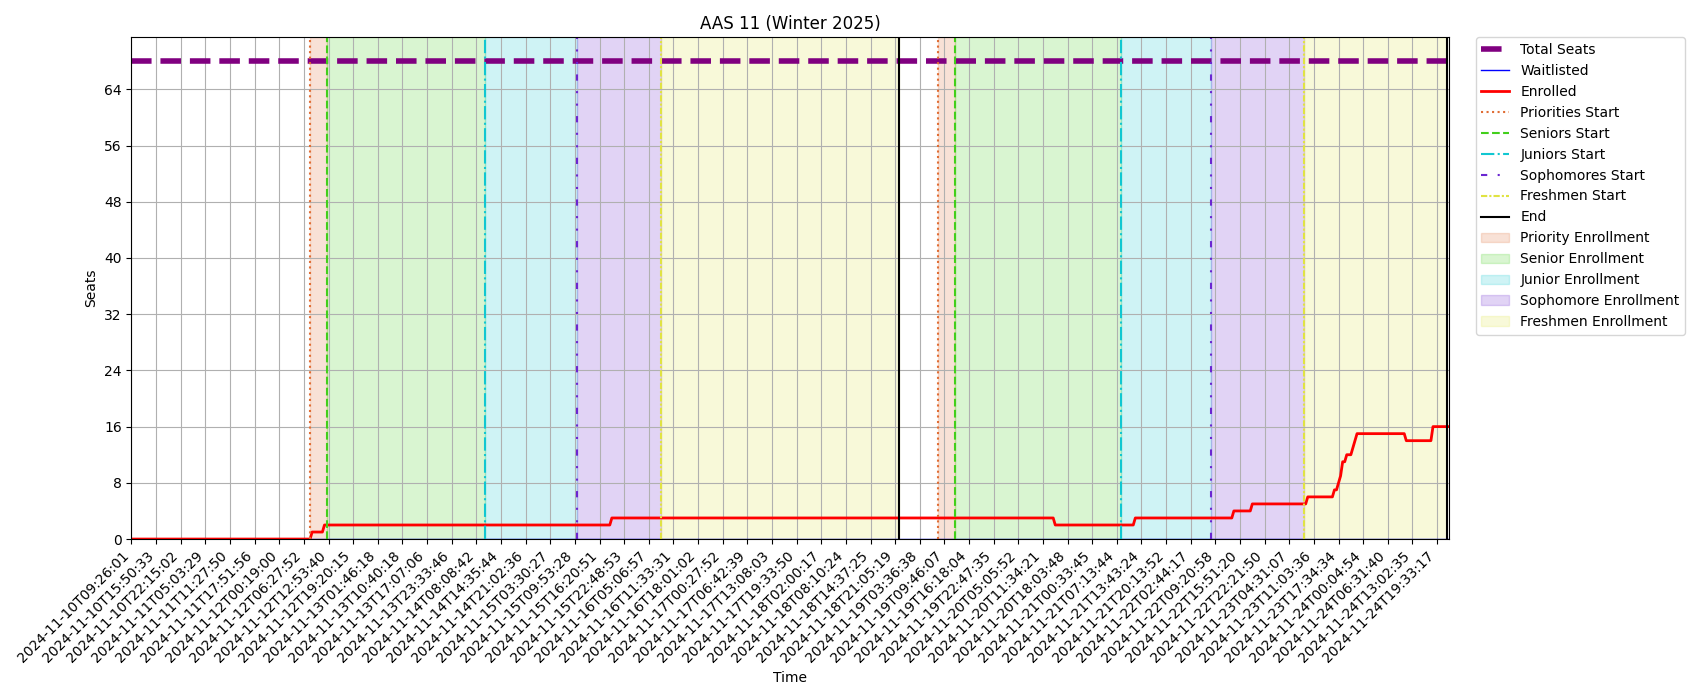 AAS 11 (Winter 2025)
Total Seats
Waitlisted
Enrolled
Priorities Start
Seniors Start
Juniors Start
Sophomores Start
Freshmen Start
End
Priority Enrollment
Senior Enrollment
Junior Enrollment
Sophomore Enrollment
Freshmen Enrollment
Seats
64
56
48
40
32
24
16
8
0
2024-11-10T09:26:01
2024-11-10T15:50:33
2024-11-10T22:15:02
2024-11-11T05:03:29
2024-11-11T11:27:50
2024-11-11T17:51:56
2024-11-12T00:19:00
2024-11-12T06:27:52
2024-11-12T12:53:40
2024-11-12T19:20:15
2024-11-13T01:46:18
2024-11-13T10:40:18
2024-11-13T17:07:06
2024-11-13T23:33:46
2024-11-14T08:08:42
2024-11-14T14:35:44
2024-11-14T21:02:36
2024-11-15T03:30:27
2024-11-15T09:53:28
2024-11-15T16:20:51
2024-11-15T22:48:53
2024-11-16T05:06:57
2024-11-16T11:33:31
2024-11-16T18:01:02
2024-11-17T00:27:52
2024-11-17T06:42:39
2024-11-17T13:08:03
2024-11-17T19:33:50
2024-11-18T02:00:17
2024-11-18T08:10:24
2024-11-18T14:37:25
2024-11-18T21:05:19
2024-11-19T03:36:38
2024-11-19T09:46:07
2024-11-19T16:18:04
2024-11-19T22:47:35
2024-11-20T05:05:52
2024-11-20T11:34:21
2024-11-20T18:03:48
2024-11-21T00:33:45
2024-11-21T07:13:44
2024-11-21T13:43:24
2024-11-21T20:13:52
2024-11-22T02:44:17
2024-11-22T09:20:58
2024-11-22T15:51:20
2024-11-22T22:21:50
2024-11-23T04:31:07
2024-11-23T11:03:36
2024-11-23T17:34:34
2024-11-24T00:04:54
2024-11-24T06:31:40
2024-11-24T13:02:35
2024-11-24T19:33:17
Time